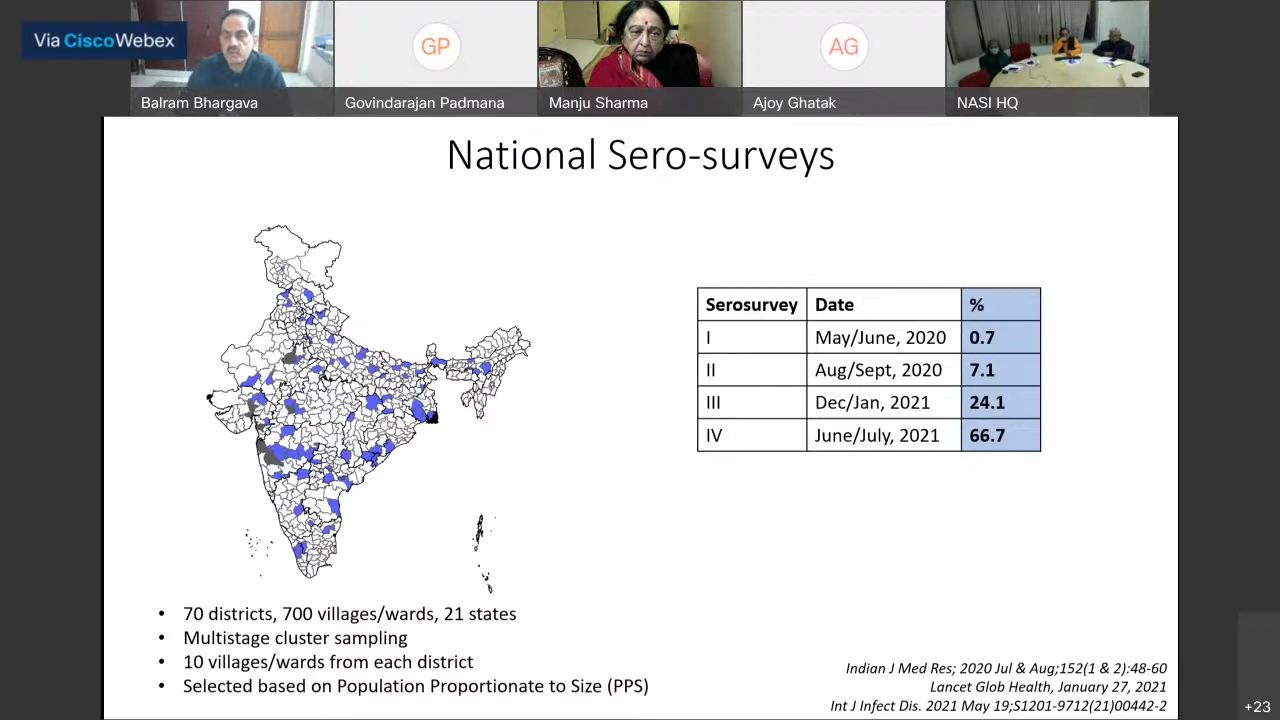 Via CiscoWebex
GP
AG
Balram Bhargava
Govindarajan Padmana
Manju Sharma
Ajoy Ghatak
NASI HQ
National Sero-surveys
Serosurvey Date %
I May/June, 2020 0.7
II Aug/Sept, 2020 7.1
III Dec/Jan, 2021 24.1
IV June/July, 2021 66.7
• 70 districts, 700 villages/wards, 21 states
• Multistage cluster sampling
• 10 villages/wards from each district
• Selected based on Population Proportionate to Size (PPS)
Indian J Med Res; 2020 Jul & Aug;152(1 & 2):48-60
Lancet Glob Health, January 27, 2021
Int J Infect Dis. 2021 May 19;S1201-9712(21)00442-2
+23